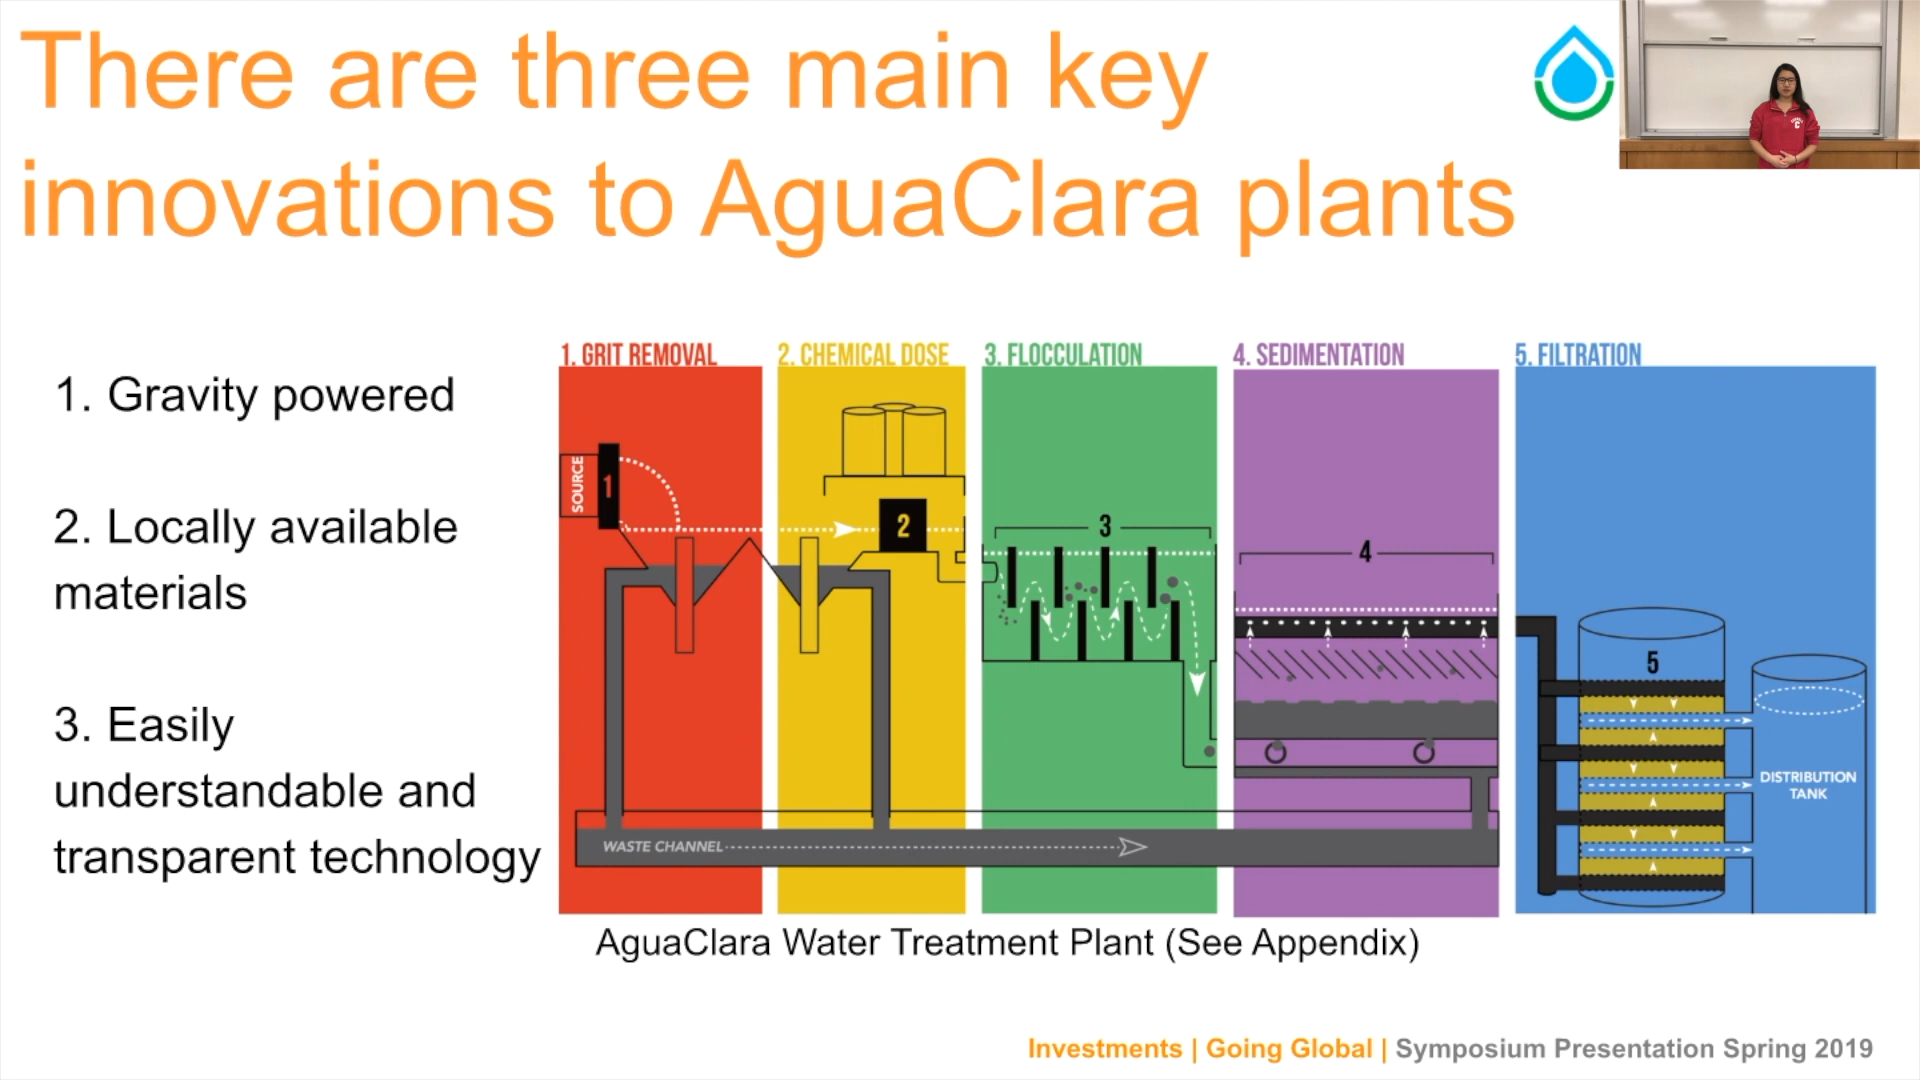 There are three main key
innovations to AguaClara plants
1. Gravity powered
2. Locally available
materials
3. Easily
understandable and
transparent technology
1. GRIT REMOVAL
2. CHEMICAL DOSE
3. FLOCCULATION
4. SEDIMENTATION
5. FILTRATION
SOURCE
1
2
3
4
5
DISTRIBUTION
TANK
WASTE CHANNEL
AguaClara Water Treatment Plant (See Appendix)
Investments | Going Global | Symposium Presentation Spring 2019